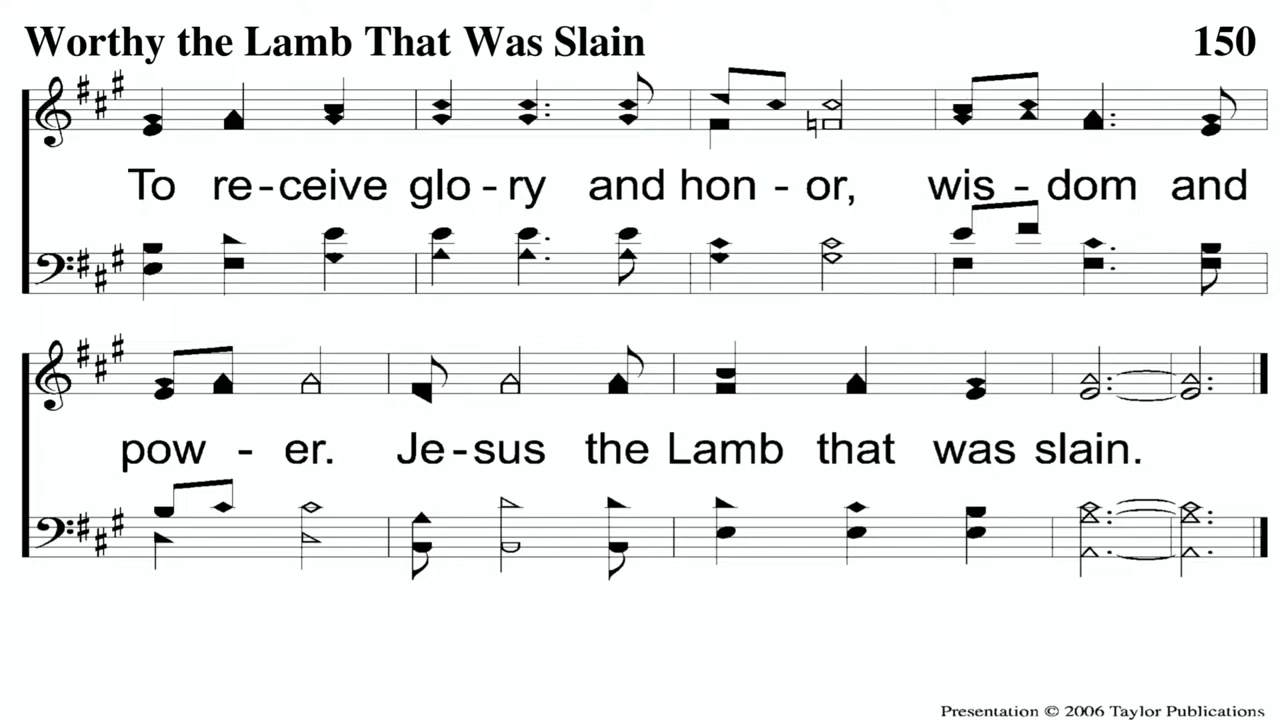 Worthy the Lamb That Was Slain 150
To re-ceive glo-ry and hon-or, wis-dom and
pow-er. Je-sus the Lamb that was slain.
Presentation © 2006 Taylor Publications